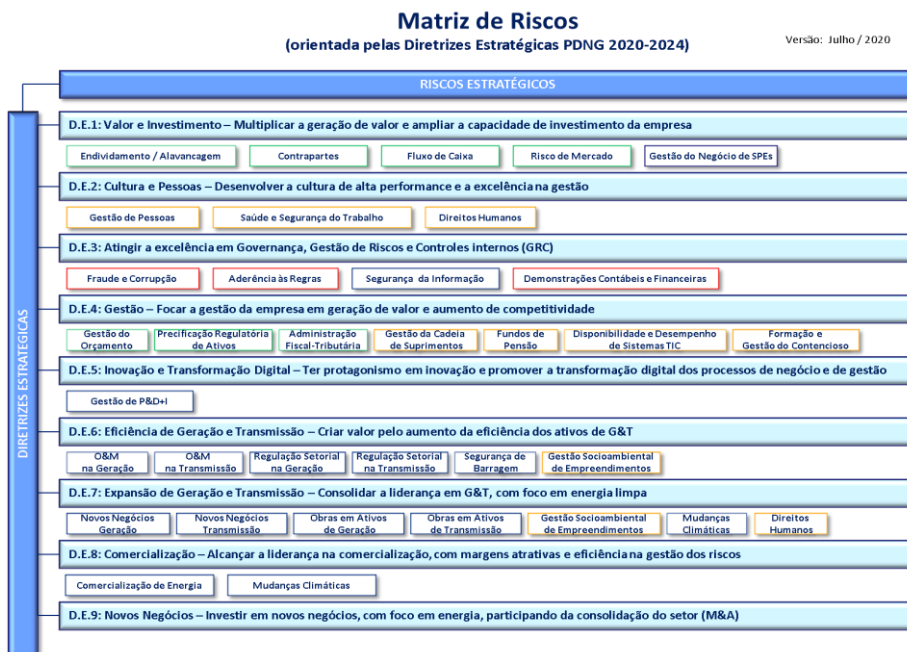 Matriz de Riscos
(orientada pelas Diretrizes Estratégicas PDNG 2020-2024)
Versão: Julho / 2020
RISCOS ESTRATÉGICOS
DIRETRIZES ESTRATEGICAS
D.E.1: Valor e Investimento – Multiplicar a geração de valor e ampliar a capacidade de investimento da empresa
Endividamento / Alavancagem
Contrapartes
Fluxo de Caixa
Risco de Mercado
Gestão do Negócio de SPEs
D.E.2: Cultura e Pessoas – Desenvolver a cultura de alta performance e a excelência na gestão
Gestão de Pessoas
Saúde e Segurança do Trabalho
Direitos Humanos
D.E.3: Atingir a excelência em Governança, Gestão de Riscos e Controles internos (GRC)
Fraude e Corrupção
Aderência às Regras
Segurança da Informação
Demonstrações Contábeis e Financeiras
D.E.4: Gestão – Focar a gestão da empresa em geração de valor e aumento de competitividade
Gestão do
Orçamento
Precificação Regulatória
de Ativos
Administração
Fiscal-Tributária
Gestão da Cadeia
de Suprimentos
Fundos de
Pensão
Disponibilidade e Desempenho
de Sistemas TIC
Formação e
Gestão do Contencioso
D.E.5: Inovação e Transformação Digital – Ter protagonismo em inovação e promover a transformação digital dos processos de negócio e de gestão
Gestão de P&D+I
D.E.6: Eficiência de Geração e Transmissão – Criar valor pelo aumento da eficiência dos ativos de G&T
O&M
na Geração
O&M
na Transmissão
Regulação Setorial
na Geração
Regulação Setorial
na Transmissão
Segurança de
Barragem
Gestão Socioambiental
de Empreendimentos
D.E.7: Expansão de Geração e Transmissão – Consolidar a liderança em G&T, com foco em energia limpa
Novos Negócios
Geração
Novos Negócios
Transmissão
Obras em Ativos
de Geração
Obras em Ativos
de Transmissão
Gestão Socioambiental
de Empreendimentos
Mudanças
Climáticas
Direitos
Humanos
D.E.8: Comercialização – Alcançar a liderança na comercialização, com margens atrativas e eficiência na gestão dos riscos
Comercialização de Energia
Mudanças Climáticas
D.E.9: Novos Negócios – Investir em novos negócios, com foco em energia, participando da consolidação do setor (M&A)